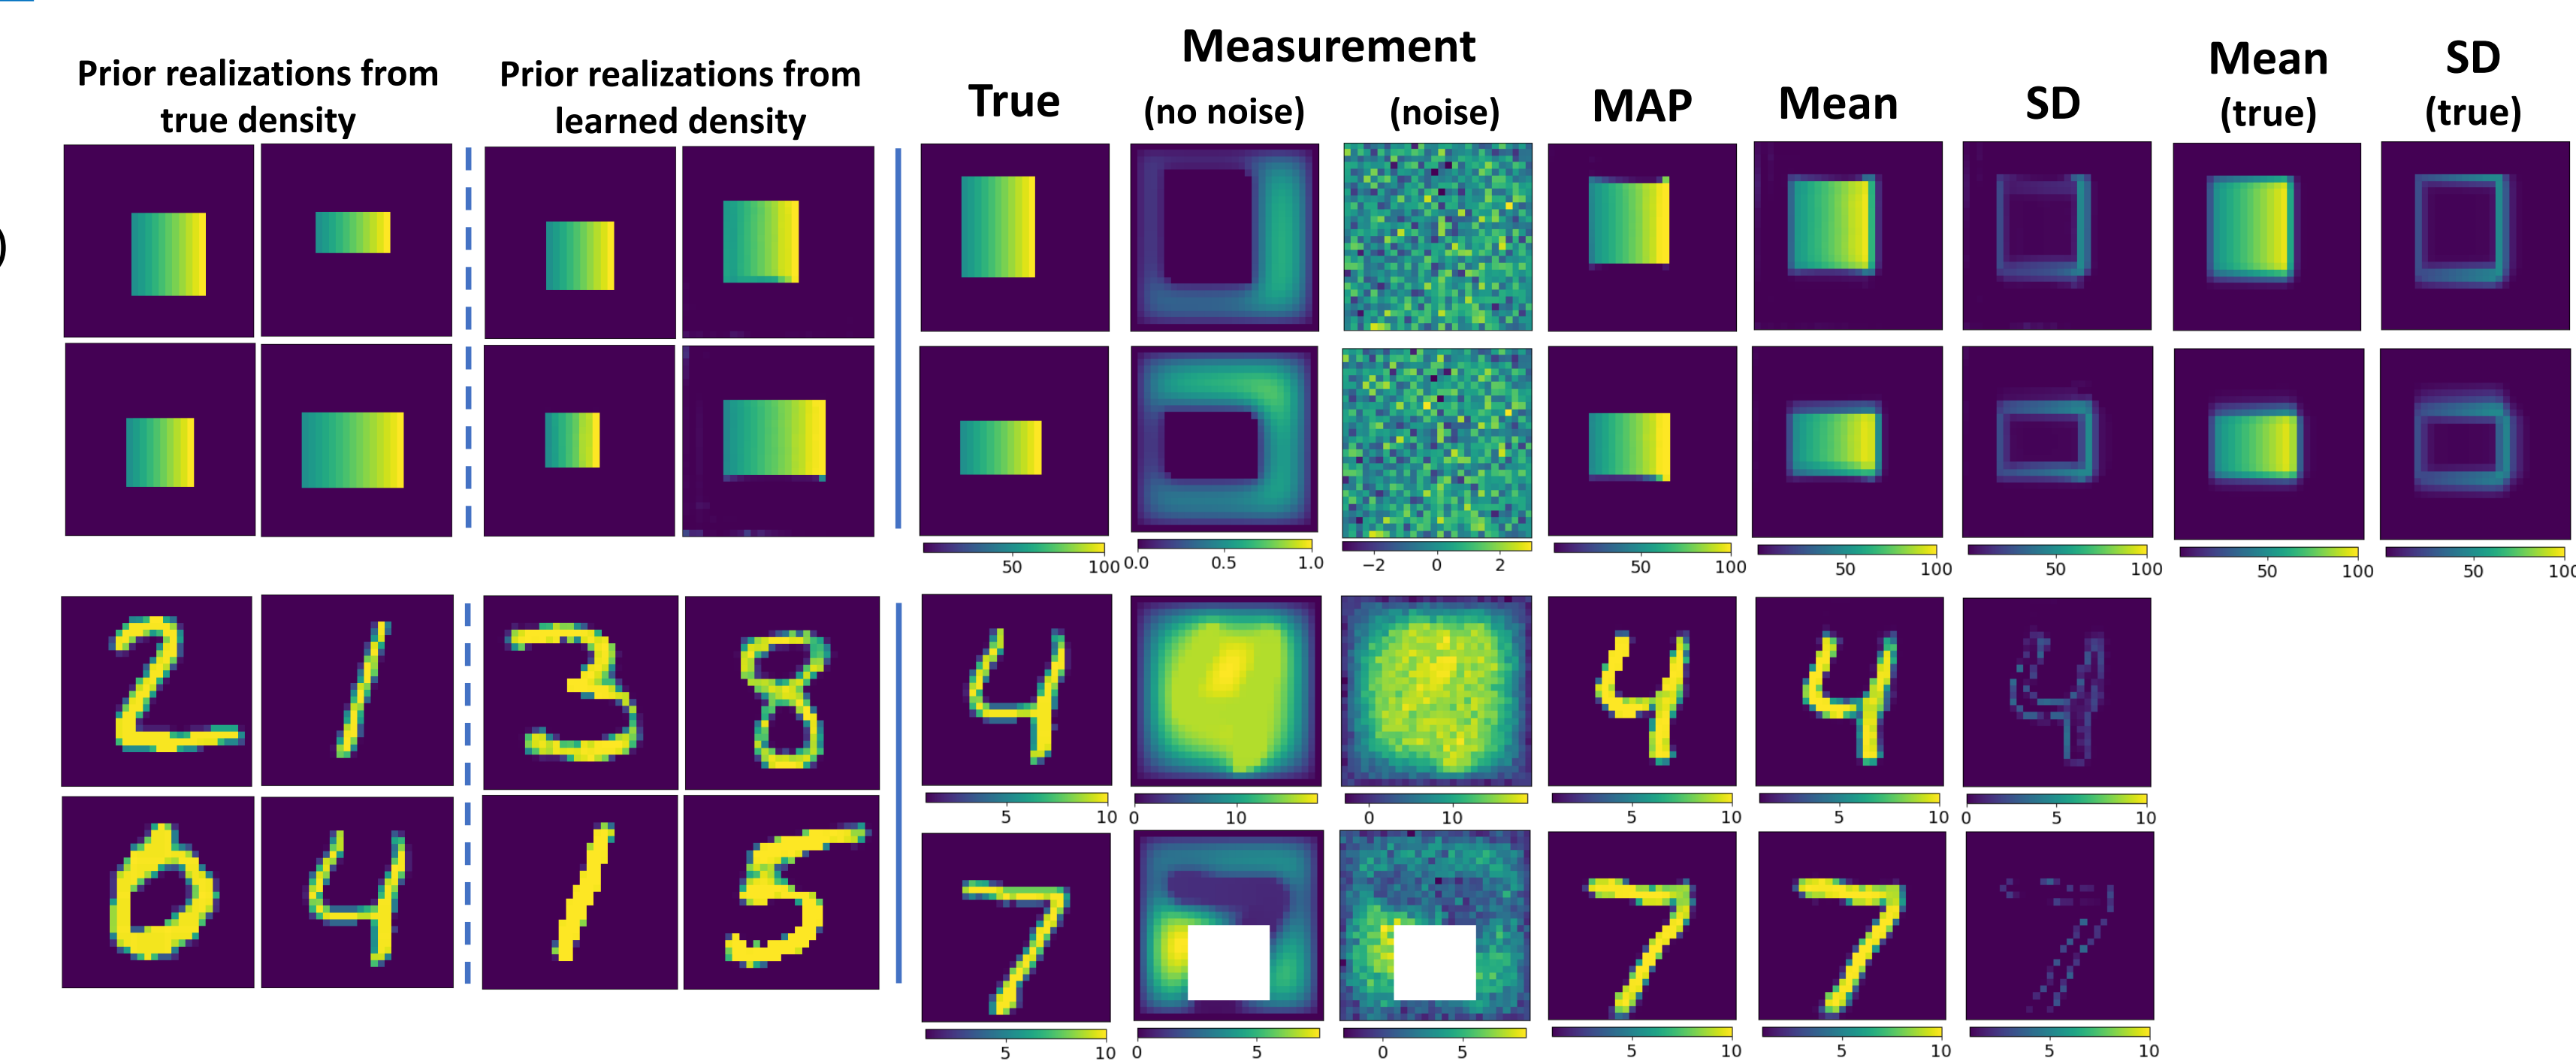 Prior realizations from
true density
Prior realizations from
learned density
True
Measurement
(no noise)
(noise)
MAP
Mean
SD
Mean
(true)
SD
(true)
)
50 100
0.0 0.5 1.0
−2 0 2
50 100
50 100
50 100
50 100
50 100
5 10
0 10
0 10
5 10
5 10
0 5 10
5 10
0 5
0 5
5 10
5 10
5 10